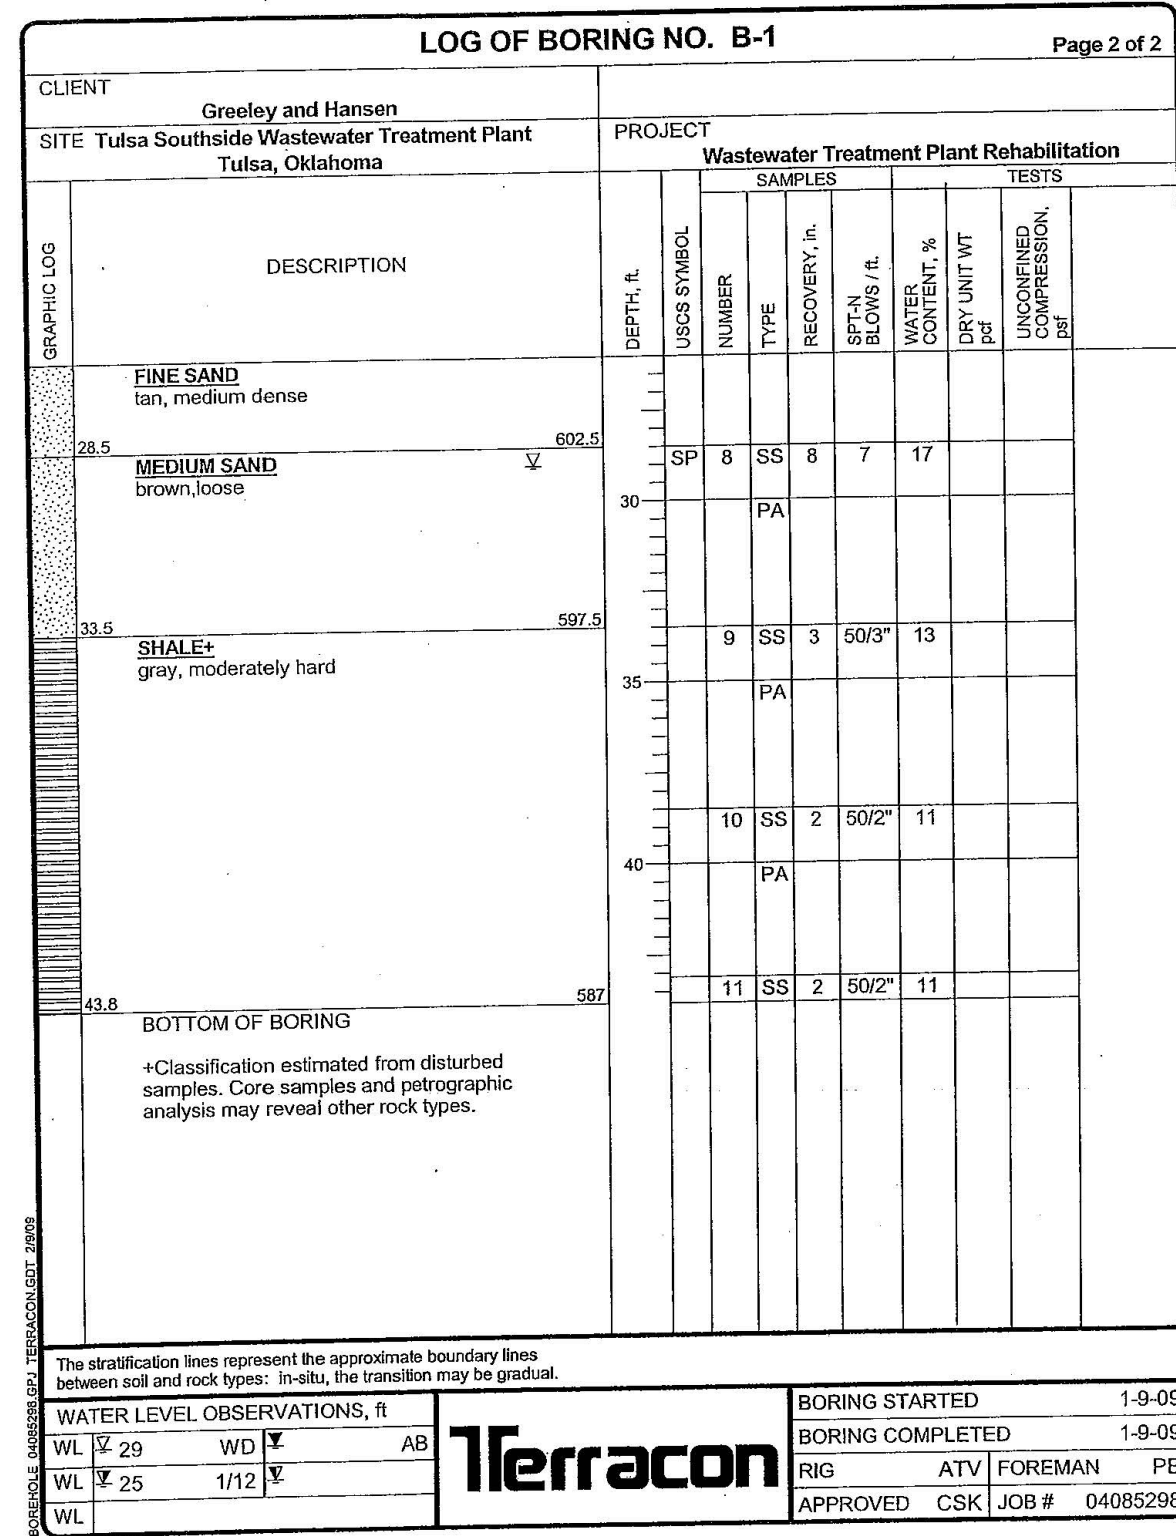 LOG OF BORING NO. B-1
Page 2 of 2
CLIENT
Greeley and Hansen
SITE Tulsa Southside Wastewater Treatment Plant
Tulsa, Oklahoma
PROJECT
Wastewater Treatment Plant Rehabilitation
SAMPLES
TESTS
GRAPHIC LOG
DESCRIPTION
DEPTH, ft.
USCS SYMBOL
NUMBER
TYPE
RECOVERY, in.
SPT-N
BLOWS / ft.
WATER
CONTENT, %
DRY UNIT WT
pcf
UNCONFINED
COMPRESSION,
psf
FINE SAND
tan, medium dense
28.5 602.5
MEDIUM SAND
brown,loose
SP 8 SS 8 7 17
30
PA
33.5 597.5
SHALE+
gray, moderately hard
9 SS 3 50/3" 13
35
PA
10 SS 2 50/2" 11
40
PA
11 SS 2 50/2" 11
43.8 587
BOTTOM OF BORING
+Classification estimated from disturbed
samples. Core samples and petrographic
analysis may reveal other rock types.
The stratification lines represent the approximate boundary lines
between soil and rock types: in-situ, the transition may be gradual.
WATER LEVEL OBSERVATIONS, ft
WL 29 WD AB
WL 25 1/12
WL
Terracon
BORING STARTED 1-9-09
BORING COMPLETED 1-9-09
RIG ATV FOREMAN PE
APPROVED CSK JOB # 04085298
BOREHOLE 04085298.GPJ TERRACON.GDT 2/9/09